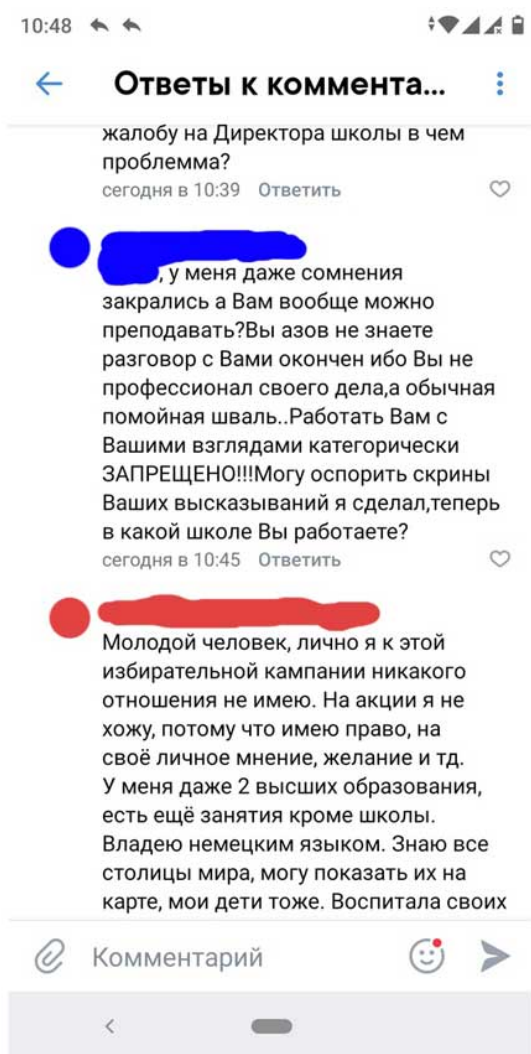 10:48
Ответы к коммента...
жалобу на Директора школы в чем
проблемма?
сегодня в 10:39 Ответить
, у меня даже сомнения
закрались а Вам вообще можно
преподавать?Вы азов не знаете
разговор с Вами окончен ибо Вы не
профессионал своего дела,а обычная
помойная шваль..Работать Вам с
Вашими взглядами категорически
ЗАПРЕЩЕНО!!!Могу оспорить скрины
Ваших высказываний я сделал,теперь
в какой школе Вы работаете?
сегодня в 10:45 Ответить
Молодой человек, лично я к этой
избирательной кампании никакого
отношения не имею. На акции я не
хожу, потому что имею право, на
своё личное мнение, желание и тд.
У меня даже 2 высших образования,
есть ещё занятия кроме школы.
Владею немецким языком. Знаю все
столицы мира, могу показать их на
карте, мои дети тоже. Воспитала своих
Комментарий